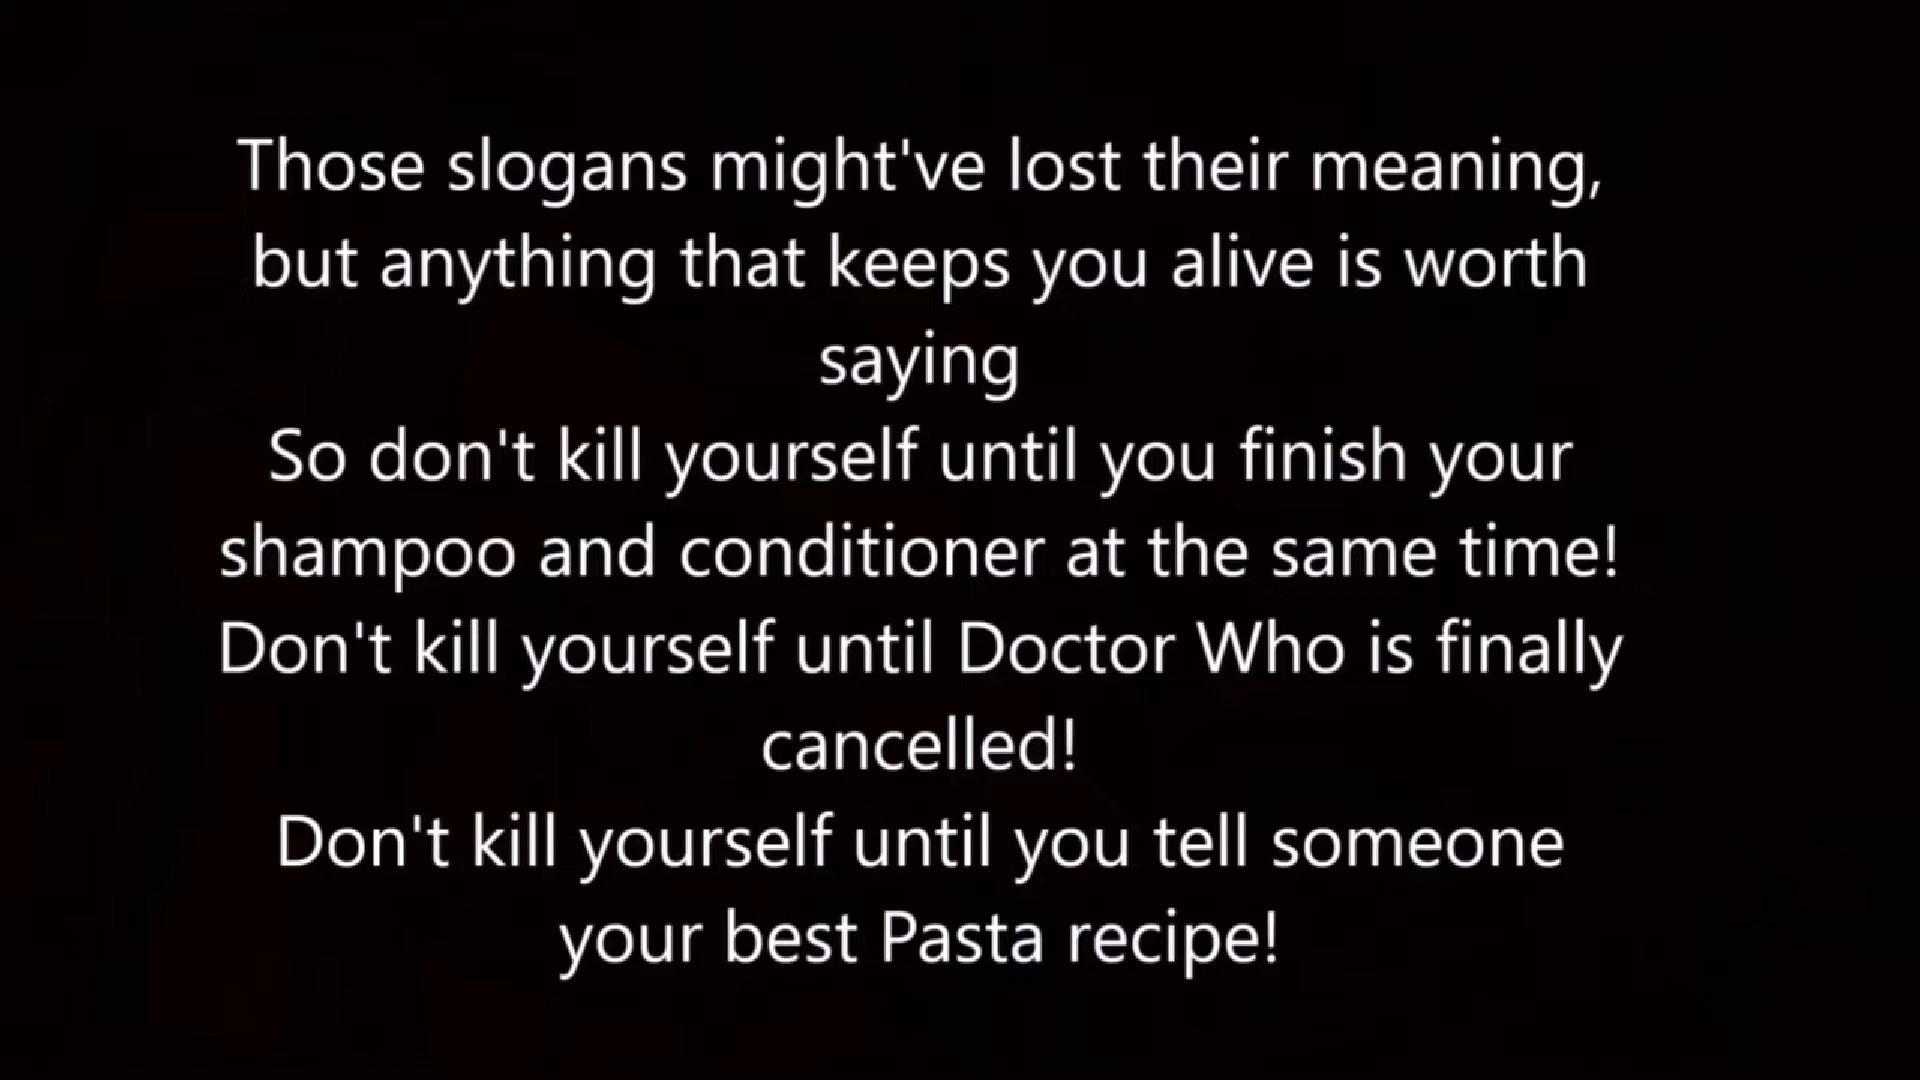 Those slogans might've lost their meaning,
but anything that keeps you alive is worth
saying
So don't kill yourself until you finish your
shampoo and conditioner at the same time!
Don't kill yourself until Doctor Who is finally
cancelled!
Don't kill yourself until you tell someone
your best Pasta recipe!